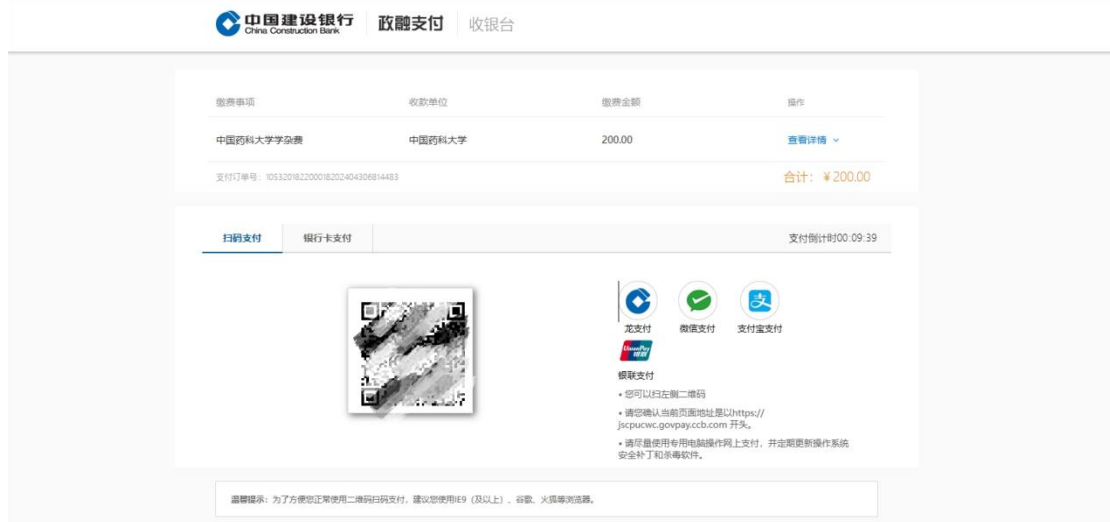 中国建设银行 政融支付 收银台
China Construction Bank
缴费事项 收款单位 缴费金额 操作
中国药科大学学杂费 中国药科大学 200.00 查看详情
支付订单号：105320182200018202404306814483 合计：￥200.00
扫码支付 银行卡支付 支付倒计时00:09:39
龙支付 微信支付 支付宝支付
支
UnionPay
银联
银联支付
• 您可以扫左侧二维码
• 请您确认当前页面地址是以https://
jscpucwc.govpay.ccb.com 开头。
• 请尽量使用专用电脑操作网上支付，并定期更新操作系统
安全补丁和杀毒软件。
温馨提示：为了方便您正常使用二维码扫码支付，建议您使用IE9（及以上）、谷歌、火狐等浏览器。